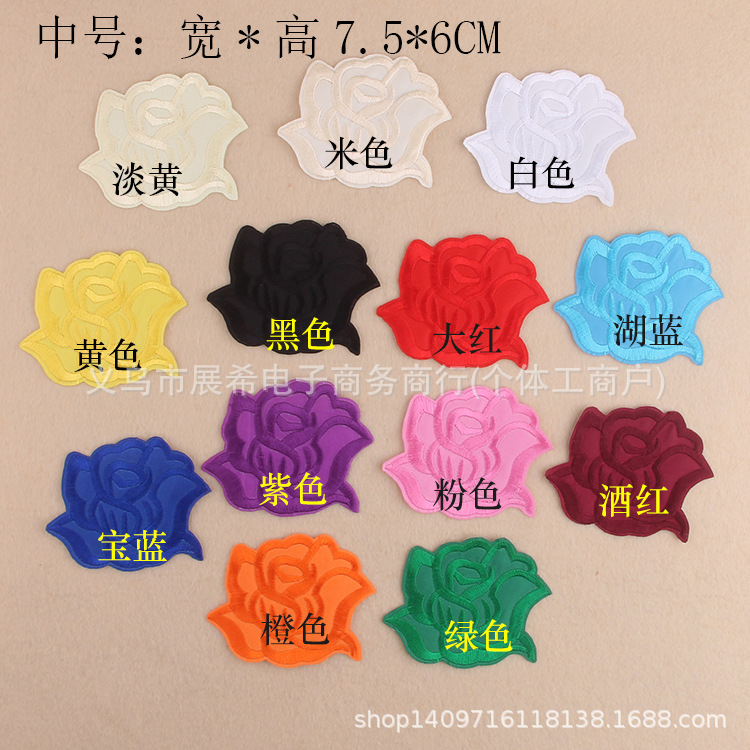 中号：宽*高7.5*6CM
淡黄
米色
白色
黄色
黑色
大红
湖蓝
义乌市展希电子商务商行(个体工商户)
宝蓝
紫色
粉色
酒红
橙色
绿色
shop1409716118138.1688.com